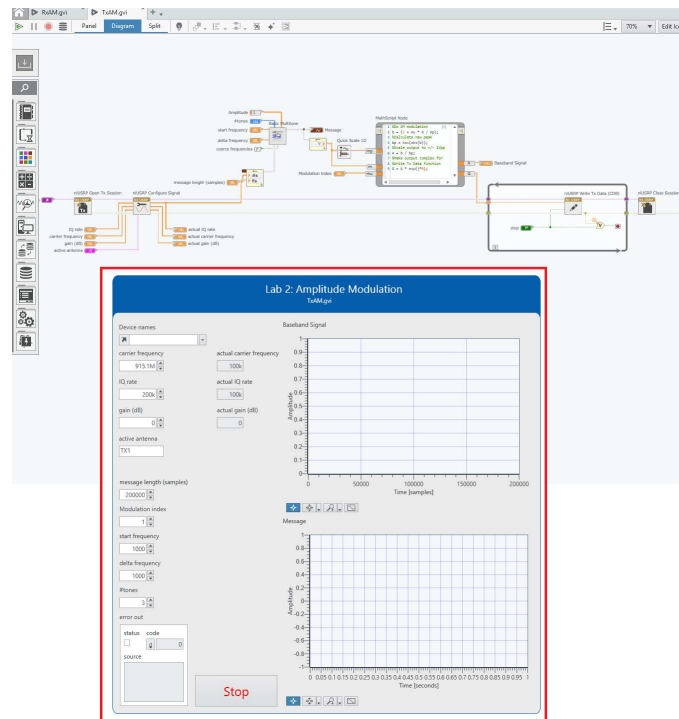 RxAM.gvi
TxAM.gvi
Panel
Diagram
Split
70%
Edit Ico
Amplitude
#tones
start frequency
delta frequency
coerce frequencies
message length (samples)
Basic Multitone
Message
Quick Scale 1D
Modulation index
MathScript Node
Baseband Signal
niUSRP Open Tx Session
niUSRP Configure Signal
niUSRP Write Tx Data (CDB)
niUSRP Close Session
stop
IQ rate
carrier frequency
gain (dB)
active antenna
actual IQ rate
actual carrier frequency
actual gain (dB)
Lab 2: Amplitude Modulation
TxAM.gvi
Device names
carrier frequency
915.1M
actual carrier frequency
100k
IQ rate
200k
actual IQ rate
100k
gain (dB)
0
actual gain (dB)
0
active antenna
TX1
message length (samples)
200000
Modulation index
1
start frequency
1000
delta frequency
1000
#tones
3
error out
status code
0
source
Stop
Baseband Signal
Amplitude
1
0.9
0.8
0.7
0.6
0.5
0.4
0.3
0.2
0.1
0
0 50000 100000 150000 200000
Time [samples]
Message
Amplitude
1
0.8
0.6
0.4
0.2
0
-0.2
-0.4
-0.6
-0.8
-1
0 0.05 0.1 0.15 0.2 0.25 0.3 0.35 0.4 0.45 0.5 0.55 0.6 0.65 0.7 0.75 0.8 0.85 0.9 0.95 1
Time [seconds]